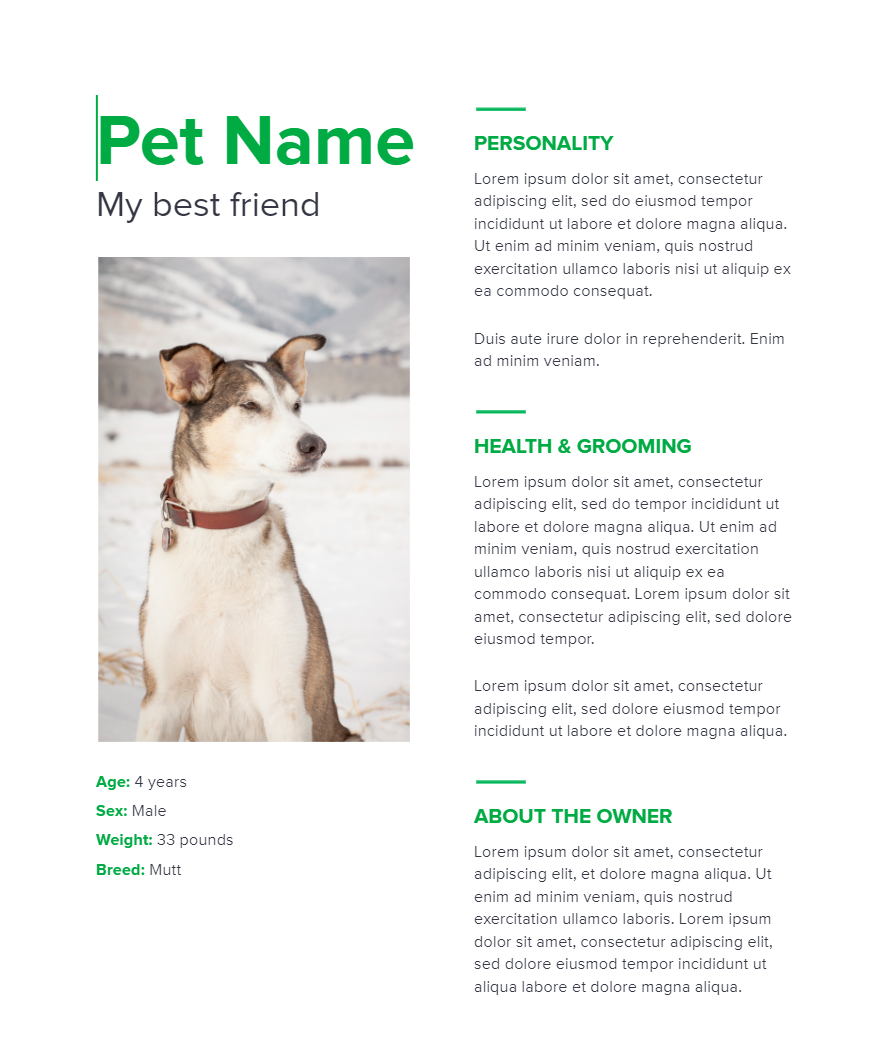 Pet Name
My best friend
Age: 4 years
Sex: Male
Weight: 33 pounds
Breed: Mutt
PERSONALITY
Lorem ipsum dolor sit amet, consectetur
adipiscing elit, sed do eiusmod tempor
incididunt ut labore et dolore magna aliqua.
Ut enim ad minim veniam, quis nostrud
exercitation ullamco laboris nisi ut aliquip ex
ea commodo consequat.
Duis aute irure dolor in reprehenderit. Enim
ad minim veniam.
HEALTH & GROOMING
Lorem ipsum dolor sit amet, consectetur
adipiscing elit, sed do tempor incididunt ut
labore et dolore magna aliqua. Ut enim ad
minim veniam, quis nostrud exercitation
ullamco laboris nisi ut aliquip ex ea
commodo consequat. Lorem ipsum dolor sit
amet, consectetur adipiscing elit, sed dolore
eiusmod tempor.
Lorem ipsum dolor sit amet, consectetur
adipiscing elit, sed dolore eiusmod tempor
incididunt ut labore et dolore magna aliqua.
ABOUT THE OWNER
Lorem ipsum dolor sit amet, consectetur
adipiscing elit, et dolore magna aliqua. Ut
enim ad minim veniam, quis nostrud
exercitation ullamco laboris. Lorem ipsum
dolor sit amet, consectetur adipiscing elit,
sed dolore eiusmod tempor incididunt ut
aliqua labore et dolore magna aliqua.